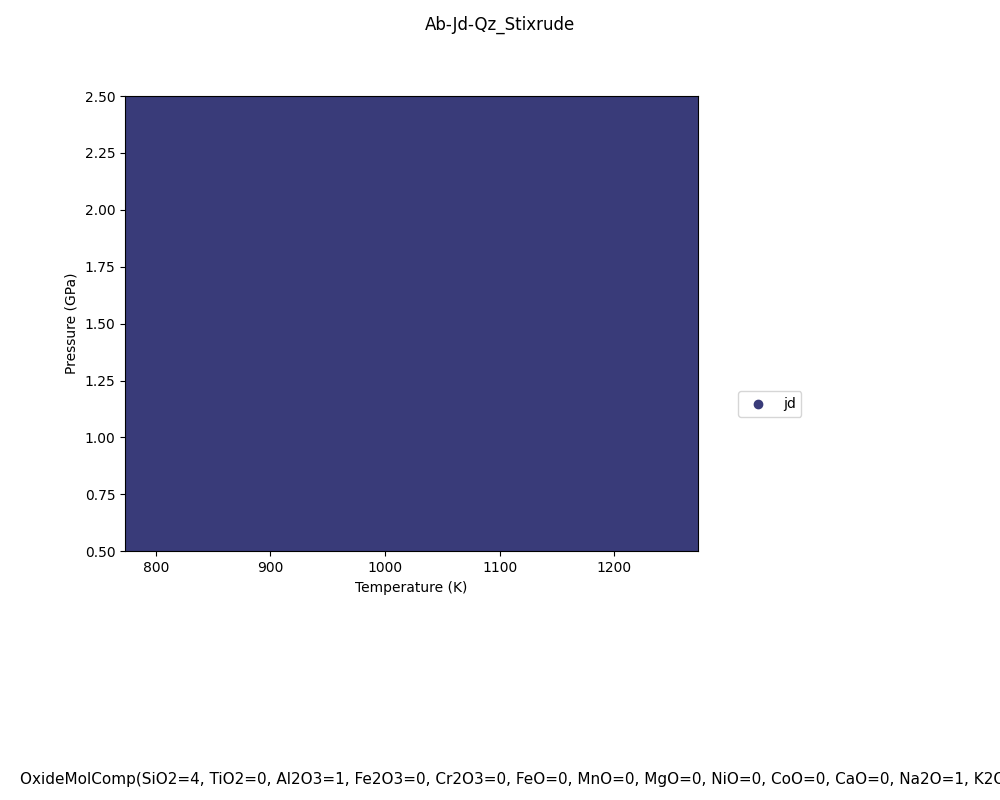 Ab-Jd-Qz_Stixrude
2.50
2.25
2.00
1.75
1.50
1.25
1.00
0.75
0.50
Pressure (GPa)
800 900 1000 1100 1200
Temperature (K)
jd
OxideMolComp(SiO2=4, TiO2=0, Al2O3=1, Fe2O3=0, Cr2O3=0, FeO=0, MnO=0, MgO=0, NiO=0, CoO=0, CaO=0, Na2O=1, K2O